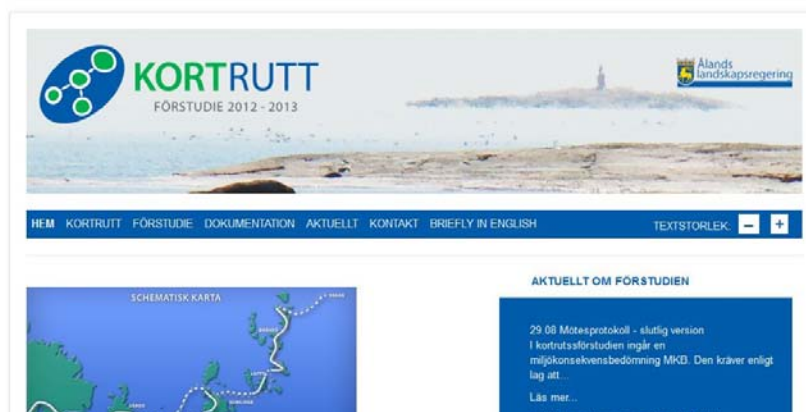 KORTRUTT
FÖRSTUDIE 2012 - 2013
Ålands
landskapsregering
HEM KORTRUTT FÖRSTUDIE DOKUMENTATION AKTUELLT KONTAKT BRIEFLY IN ENGLISH TEXTSTORLEK: – +
SCHEMATISK KARTA
AKTUELLT OM FÖRSTUDIEN
29.08 Mötesprotokoll - slutlig version
I kortrutssförstudien ingår en
miljökonsekvensbedömning MKB. Den kräver enligt
lag att...
Läs mer...